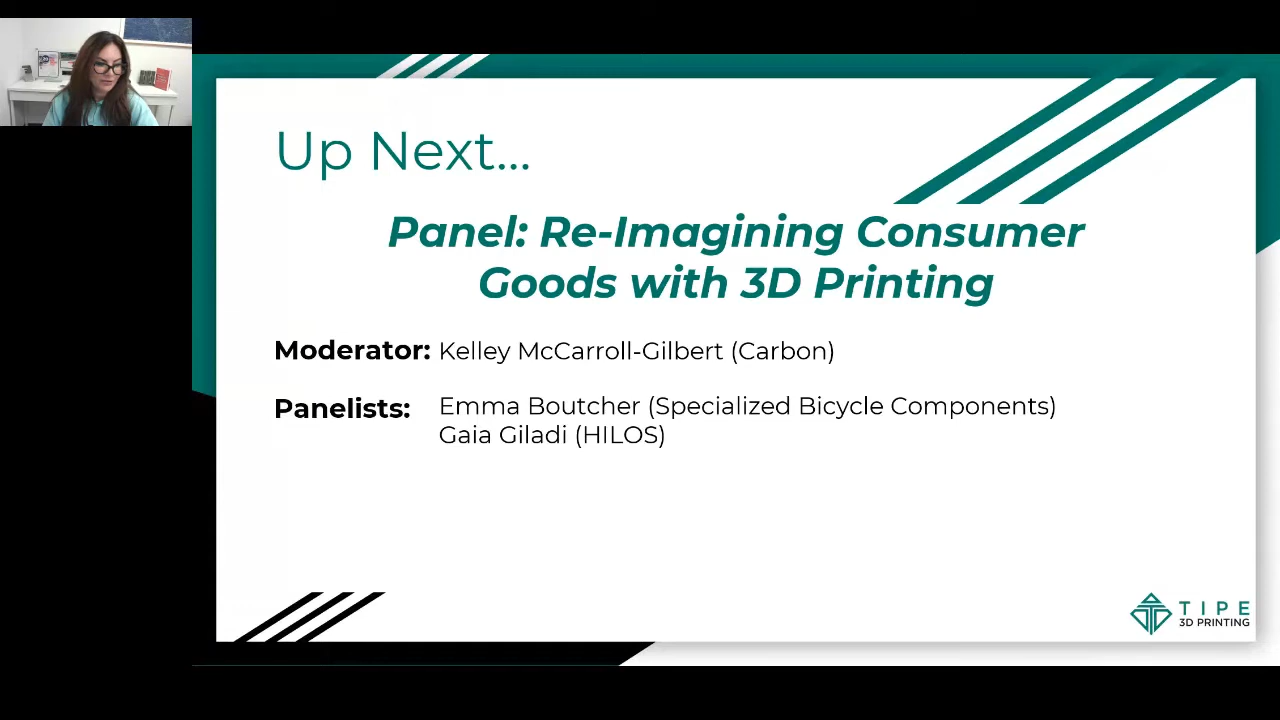 Up Next...
Panel: Re-Imagining Consumer
Goods with 3D Printing
Moderator: Kelley McCarroll-Gilbert (Carbon)
Panelists: Emma Boutcher (Specialized Bicycle Components)
Gaia Giladi (HILOS)
TIPE
3D PRINTING